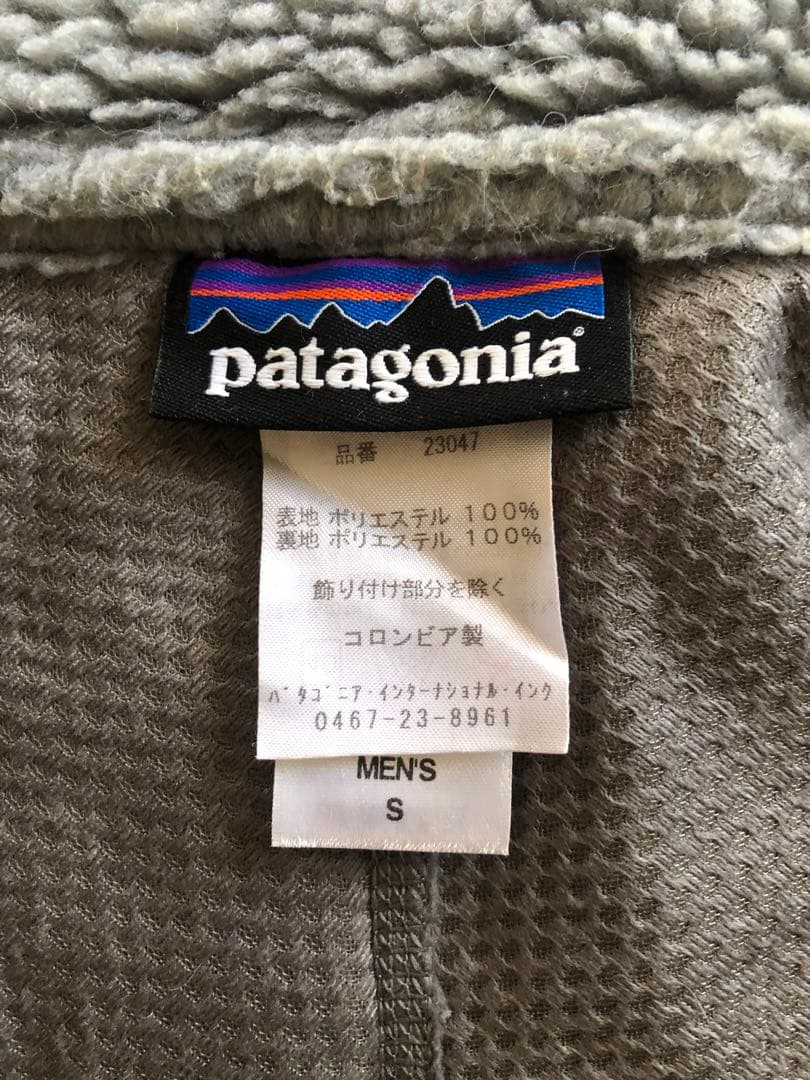 patagonia®
品番 23047
表地 ポリエステル 100%
裏地 ポリエステル 100%
飾り付け部分を除く
コロンビア製
パタゴニア・インターナショナル・インク
0467-23-8961
MEN'S
S